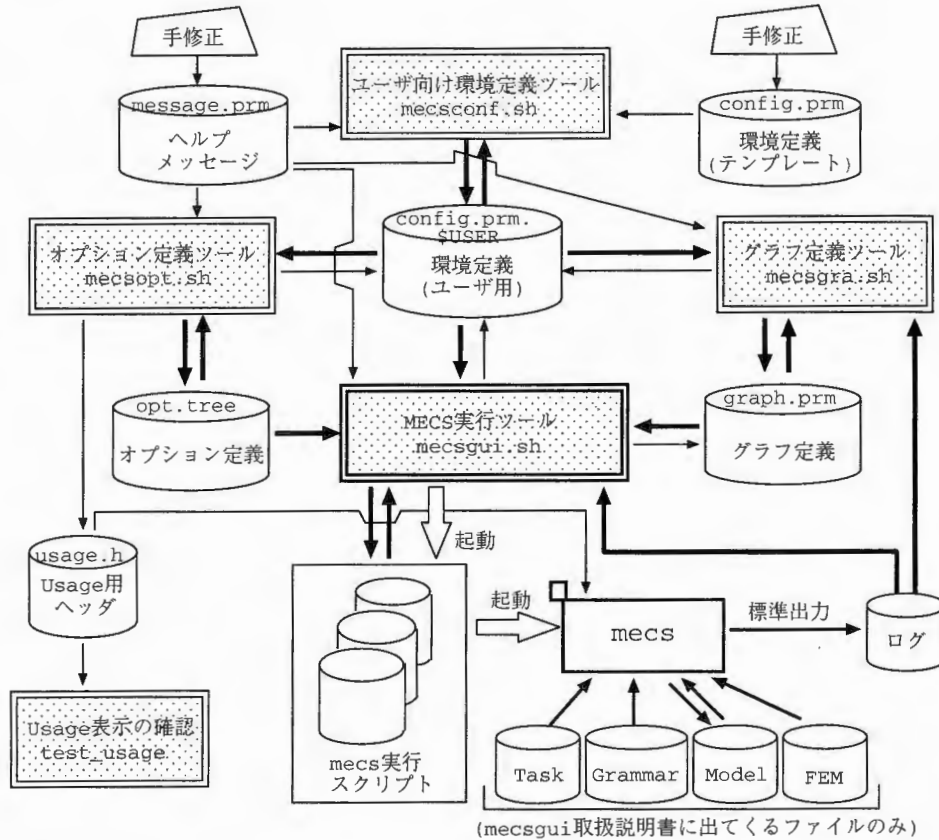 手修正
手修正
message.prm
ヘルプ
メッセージ
ユーザ向け環境定義ツール
mecsconf.sh
config.prm
環境定義
(テンプレート)
オプション定義ツール
mecsopt.sh
config.prm.
$USER
環境定義
(ユーザ用)
グラフ定義ツール
mecsgra.sh
opt.tree
オプション定義
MECS実行ツール
mecsgui.sh
graph.prm
グラフ定義
起動
usage.h
Usage用
ヘッダ
起動
mecs
標準出力
ログ
Usage表示の確認
test_usage
mecs実行
スクリプト
Task
Grammar
Model
FEM
(mecsgui取扱説明書に出てくるファイルのみ)